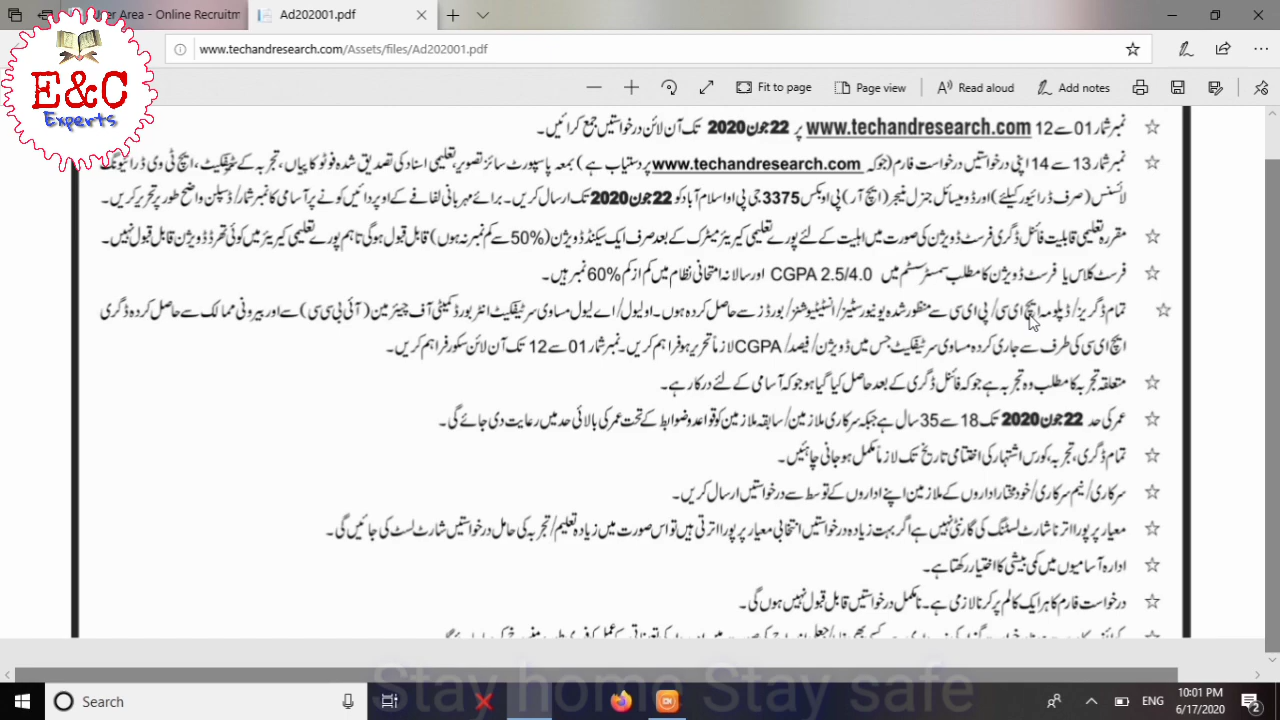 User Area - Online Recruitm
Ad202001.pdf
www.techandresearch.com/Assets/files/Ad202001.pdf
E&C
Experts
Fit to page
Page view
Read aloud
Add notes
نمبر شمار 01 سے 12 www.techandresearch.com پر 22 جون 2020 تک آن لائن درخواستیں جمع کرائیں۔
نمبر شمار 13 سے 14 اپنی درخواستیں درخواست فارم (جو کہ www.techandresearch.com پر دستیاب ہے) بمعہ پاسپورٹ سائز تصویر، تعلیمی اسناد کی تصدیق شدہ فوٹو کاپیاں، تجربہ کے سرٹیفکیٹ، ایچ ٹی وی ڈرائیونگ
لائسنس (صرف ڈرائیور کیلئے) اور ڈومیسائل جنرل منیجر (ایچ آر) پی او بکس 3375 جی پی او اسلام آباد کو 22 جون 2020 تک ارسال کریں۔ برائے مہربانی لفافے کے اوپر دائیں کونے پر آسامی کا نمبر شمار/ ڈسپلن واضح طور پر تحریر کریں۔
مقررہ تعلیمی قابلیت فائنل ڈگری فرسٹ ڈویژن کی صورت میں اہلیت کے لئے پورے تعلیمی کیریئر میٹرک کے بعد صرف ایک سیکنڈ ڈویژن (50% سے کم نمبر نہ ہوں) قابل قبول ہوگی تاہم پورے تعلیمی کیریئر میں کوئی تھرڈ ڈویژن قابل قبول نہیں۔
فرسٹ کلاس یا فرسٹ ڈویژن کا مطلب سمسٹر سسٹم میں CGPA 2.5/4.0 اور سالانہ امتحانی نظام میں کم از کم 60% نمبر ہیں۔
تمام ڈگریز/ ڈپلومہ ایچ ای سی/ پی ای سی سے منظور شدہ یونیورسٹیز/ انسٹیٹیوشنز/ بورڈز سے حاصل کردہ ہوں۔ او لیول/ اے لیول مساوی سرٹیفکیٹ انٹر بورڈ کمیٹی آف چیئرمین (آئی بی سی سی) سے اور بیرونی ممالک سے حاصل کردہ ڈگری
ایچ ای سی کی طرف سے جاری کردہ مساوی سرٹیفکیٹ جس میں ڈویژن/ فیصد/ CGPA لازماً تحریر ہو فراہم کریں۔ نمبر شمار 01 سے 12 تک آن لائن سکور فراہم کریں۔
متعلقہ تجربہ کا مطلب وہ تجربہ ہے جو کہ فائنل ڈگری کے بعد حاصل کیا گیا ہو جو کہ آسامی کے لئے درکار ہے۔
عمر کی حد 22 جون 2020 تک 18 سے 35 سال ہے جبکہ سرکاری ملازمین/ سابقہ ملازمین کو قاعد و ضوابط کے تحت عمر کی بالائی حد میں رعایت دی جائے گی۔
تمام ڈگری، تجربہ، کورس اشتہار کی اختتامی تاریخ تک لازماً مکمل ہو جانی چاہئیں۔
سرکاری/ نیم سرکاری/ خود مختار اداروں کے ملازمین اپنے اداروں کے توسط سے درخواستیں ارسال کریں۔
معیار پر پورا اترنا شارٹ لسٹنگ کی گارنٹی نہیں ہے اگر بہت زیادہ درخواستیں انتخابی معیار پر پورا اترتی ہیں تو اس صورت میں زیادہ تعلیم/ تجربہ کی حامل درخواستیں شارٹ لسٹ کی جائیں گی۔
ادارہ آسامیوں میں کمی بیشی کا اختیار رکھتا ہے۔
درخواست فارم کا ہر ایک کالم پر کرنا لازمی ہے۔ نامکمل درخواستیں قابل قبول نہیں ہوں گی۔
Stay home Stay safe
Search
ENG
10:01 PM
6/17/2020
2